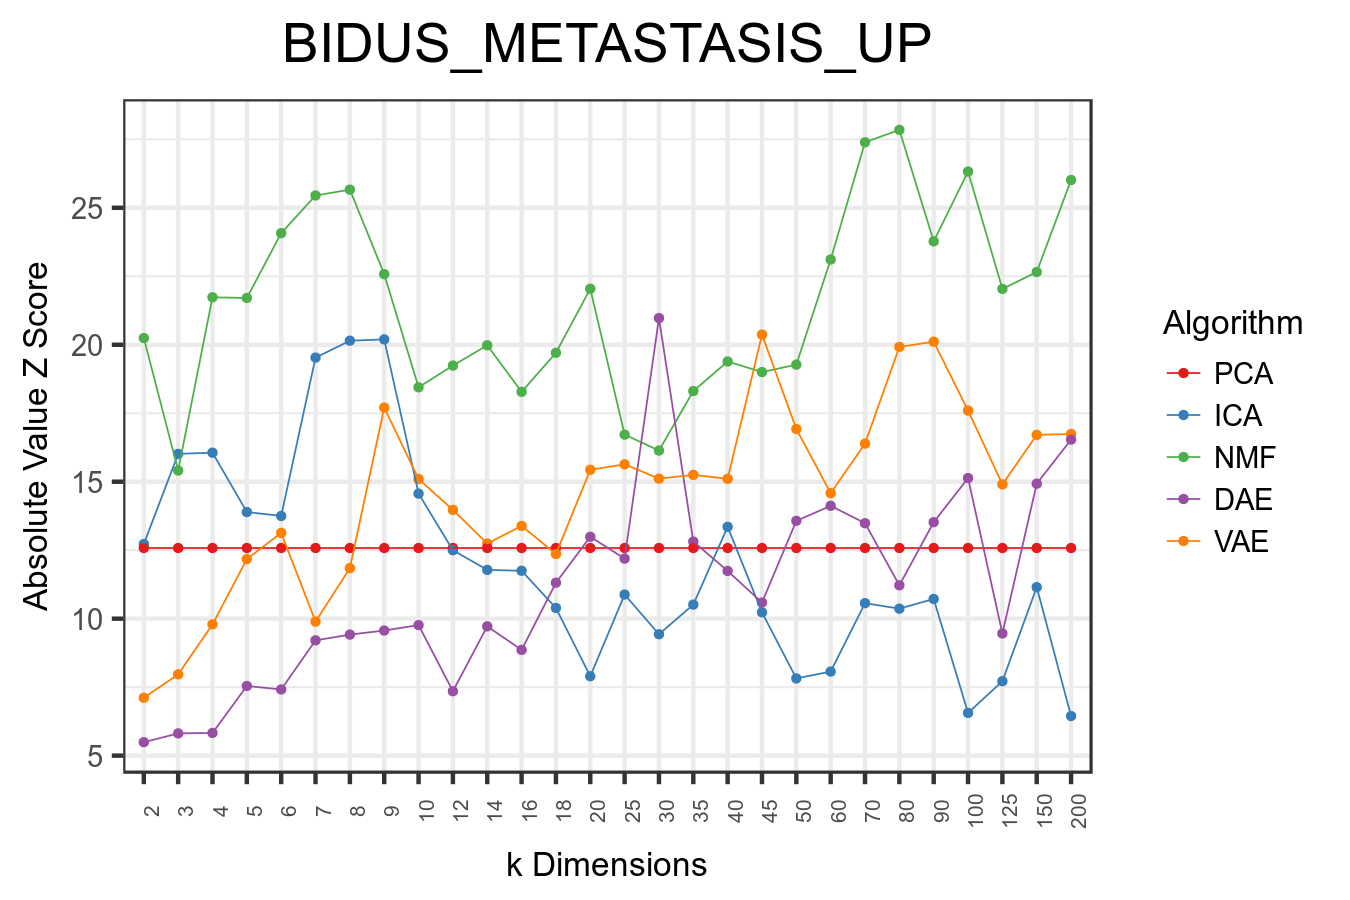 BIDUS_METASTASIS_UP
Absolute Value Z Score
25
20
15
10
5
2 3 4 5 6 7 8 9 10 12 14 16 18 20 25 30 35 40 45 50 60 70 80 90 100 125 150 200
k Dimensions
Algorithm
PCA
ICA
NMF
DAE
VAE